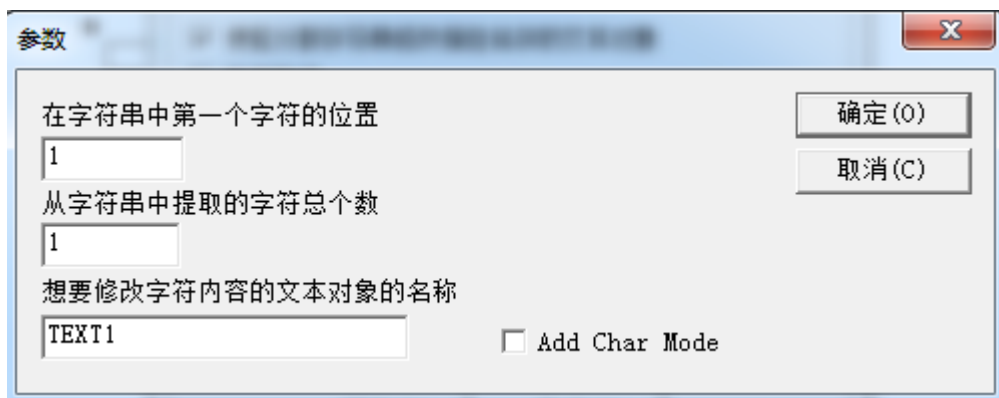 参数
在字符串中第一个字符的位置
确定(O)
1
取消(C)
从字符串中提取的字符总个数
1
想要修改字符内容的文本对象的名称
TEXT1
Add Char Mode